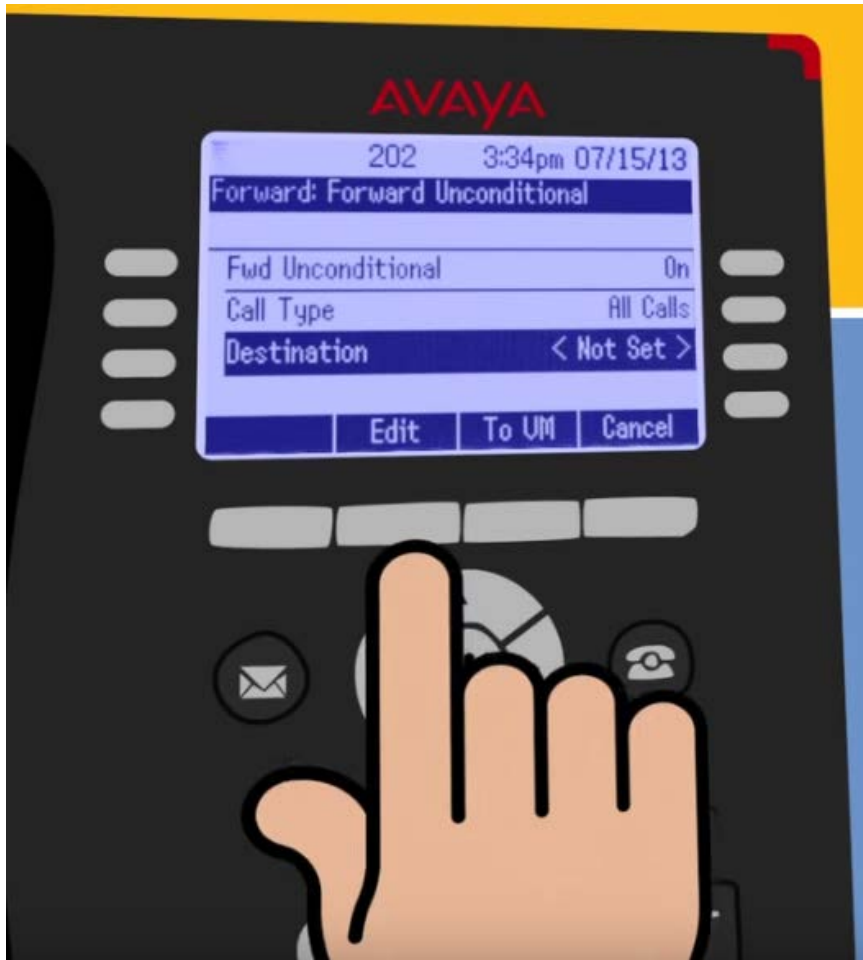 AVAYA
202 3:34pm 07/15/13
Forward: Forward Unconditional
Fwd Unconditional On
Call Type All Calls
Destination < Not Set >
Edit To VM Cancel